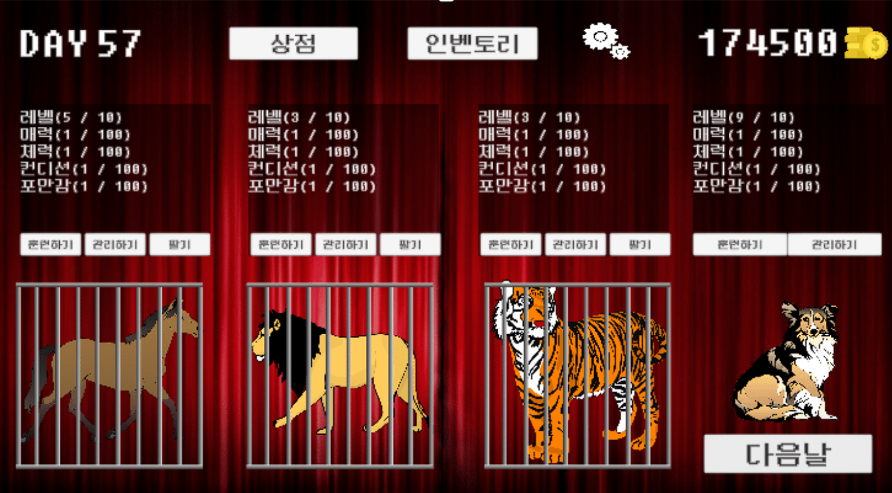 DAY 57
상점
인벤토리
174500
레벨(5 / 10)
매력(1 / 100)
체력(1 / 100)
컨디션(1 / 100)
포만감(1 / 100)
훈련하기
관리하기
팔기
레벨(3 / 10)
매력(1 / 100)
체력(1 / 100)
컨디션(1 / 100)
포만감(1 / 100)
훈련하기
관리하기
팔기
레벨(3 / 10)
매력(1 / 100)
체력(1 / 100)
컨디션(1 / 100)
포만감(1 / 100)
훈련하기
관리하기
팔기
레벨(9 / 10)
매력(1 / 100)
체력(1 / 100)
컨디션(1 / 100)
포만감(1 / 100)
훈련하기
관리하기
다음날